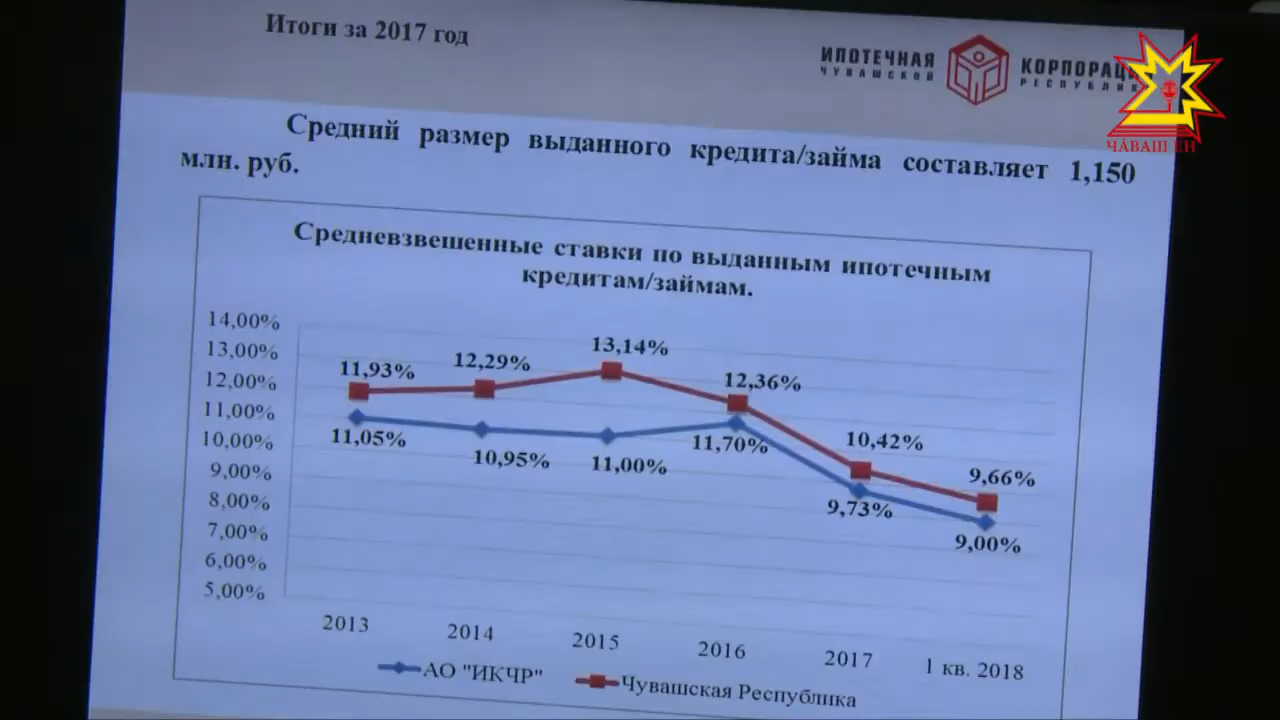 Итоги за 2017 год
ИПОТЕЧНАЯ КОРПОРАЦ
ЧУВАШСКОЙ РЕСПУБЛИК
ЧӐВАШ ЕН
Средний размер выданного кредита/займа составляет 1,150
млн. руб.
Средневзвешенные ставки по выданным ипотечным
кредитам/займам.
14,00%
13,00%
12,00%
11,00%
10,00%
9,00%
8,00%
7,00%
6,00%
5,00%
11,93% 12,29% 13,14% 12,36% 10,42% 9,66%
11,05% 10,95% 11,00% 11,70% 9,73% 9,00%
2013 2014 2015 2016 2017 1 кв. 2018
АО "ИКЧР" Чувашская Республика